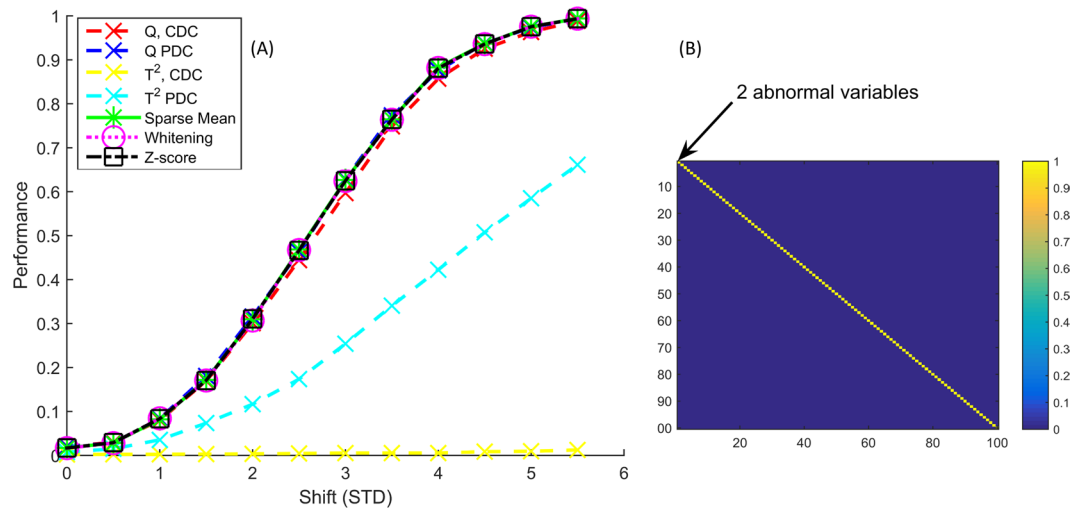 1
0.9
0.8
0.7
0.6
0.5
0.4
0.3
0.2
0.1
0
Performance
0 1 2 3 4 5 6
Shift (STD)
Q, CDC
Q PDC
T², CDC
T² PDC
Sparse Mean
Whitening
Z-score
(A)
(B)
2 abnormal variables
10
20
30
40
50
60
70
80
90
00
20 40 60 80 100
1
0.9
0.8
0.7
0.6
0.5
0.4
0.3
0.2
0.1
0